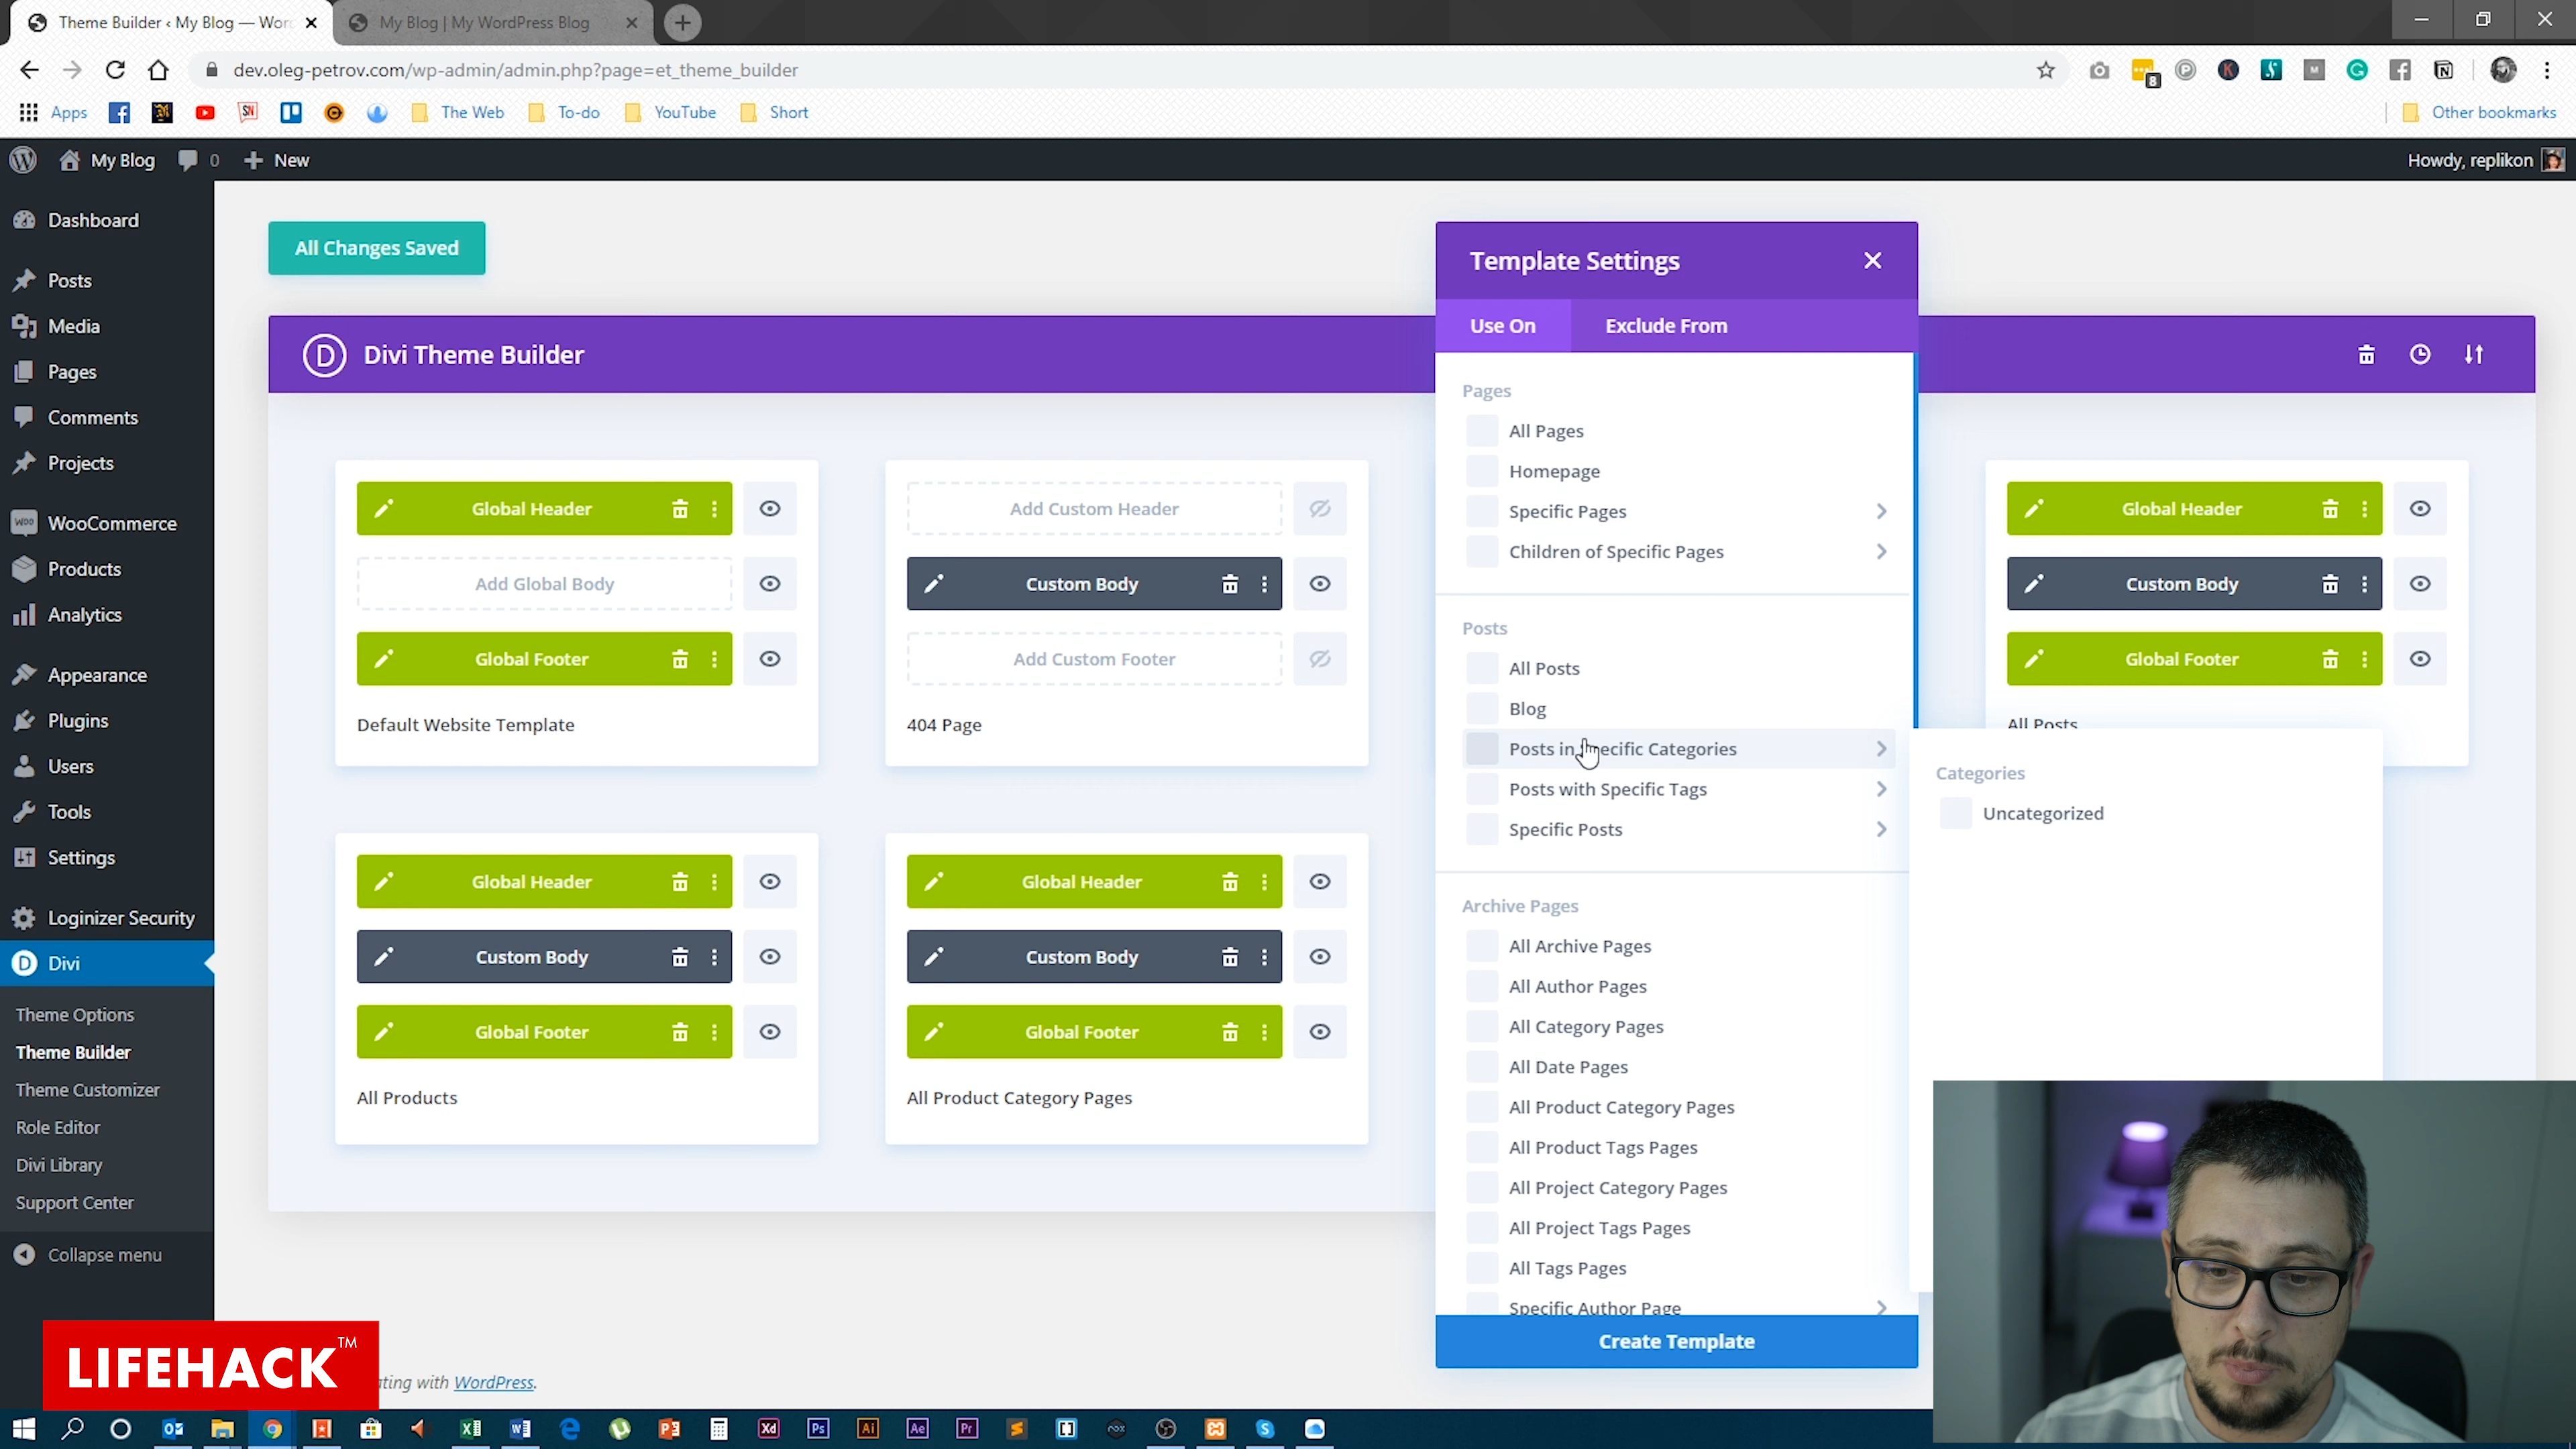 Theme Builder ‹ My Blog — Wor
My Blog | My WordPress Blog
dev.oleg-petrov.com/wp-admin/admin.php?page=et_theme_builder
8
Apps
The Web
To-do
YouTube
Short
Other bookmarks
My Blog
0
New
Howdy, replikon
Dashboard
Posts
Media
Pages
Comments
Projects
WooCommerce
Products
Analytics
Appearance
Plugins
Users
Tools
Settings
Loginizer Security
Divi
Theme Options
Theme Builder
Theme Customizer
Role Editor
Divi Library
Support Center
Collapse menu
All Changes Saved
Divi Theme Builder
Global Header
Add Global Body
Global Footer
Default Website Template
Add Custom Header
Custom Body
Add Custom Footer
404 Page
Global Header
Custom Body
Global Footer
All Products
Global Header
Custom Body
Global Footer
All Product Category Pages
Template Settings
Use On
Exclude From
Pages
All Pages
Homepage
Specific Pages
Children of Specific Pages
Posts
All Posts
Blog
Posts in Specific Categories
Posts with Specific Tags
Specific Posts
Archive Pages
All Archive Pages
All Author Pages
All Category Pages
All Date Pages
All Product Category Pages
All Product Tags Pages
All Project Category Pages
All Project Tags Pages
All Tags Pages
Specific Author Page
Create Template
Global Header
Custom Body
Global Footer
All Posts
Categories
Uncategorized
LIFEHACK™
ating with WordPress.